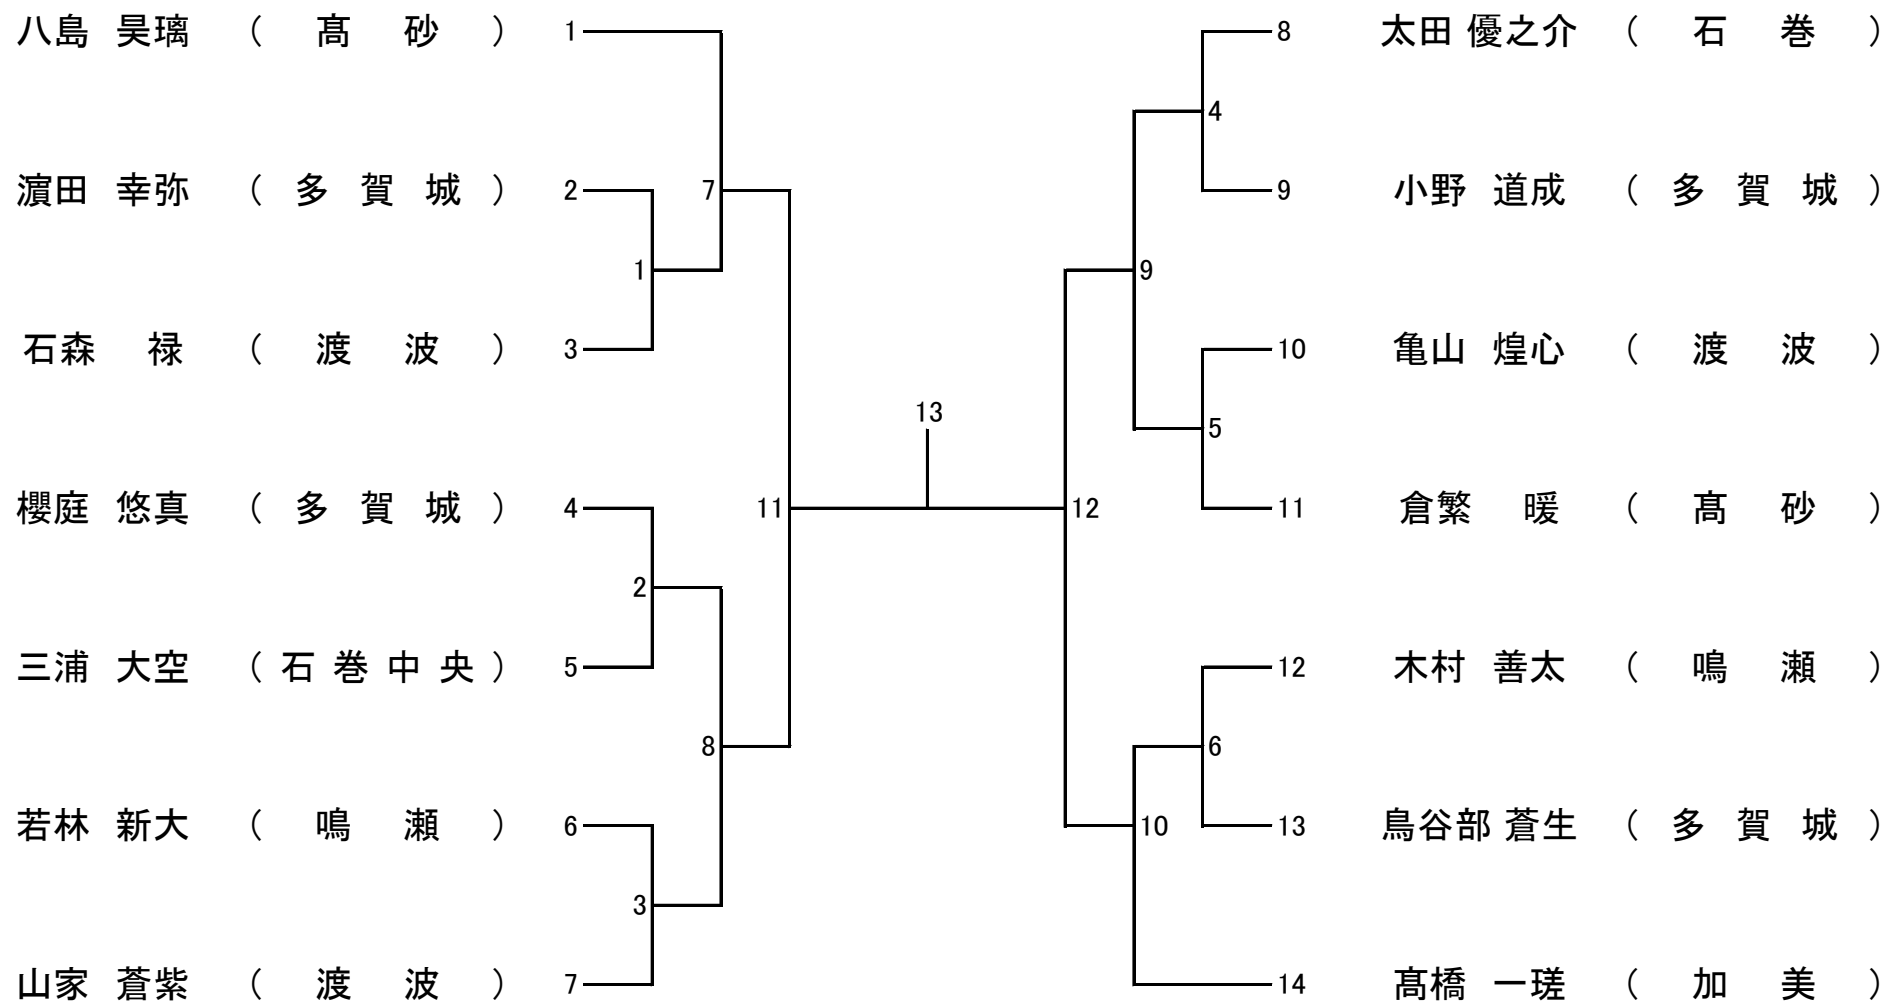 八島 昊璃 （ 髙 砂 ） 1
濵田 幸弥 （ 多 賀 城 ） 2
石森 禄 （ 渡 波 ） 3
櫻庭 悠真 （ 多 賀 城 ） 4
三浦 大空 （ 石 巻 中 央 ） 5
若林 新大 （ 鳴 瀬 ） 6
山家 蒼紫 （ 渡 波 ） 7
1
2
3
7
8
11
13
12
9
10
4
5
6
8 太田 優之介 （ 石 巻 ）
9 小野 道成 （ 多 賀 城 ）
10 亀山 煌心 （ 渡 波 ）
11 倉繁 暖 （ 髙 砂 ）
12 木村 善太 （ 鳴 瀬 ）
13 鳥谷部 蒼生 （ 多 賀 城 ）
14 髙橋 一瑳 （ 加 美 ）